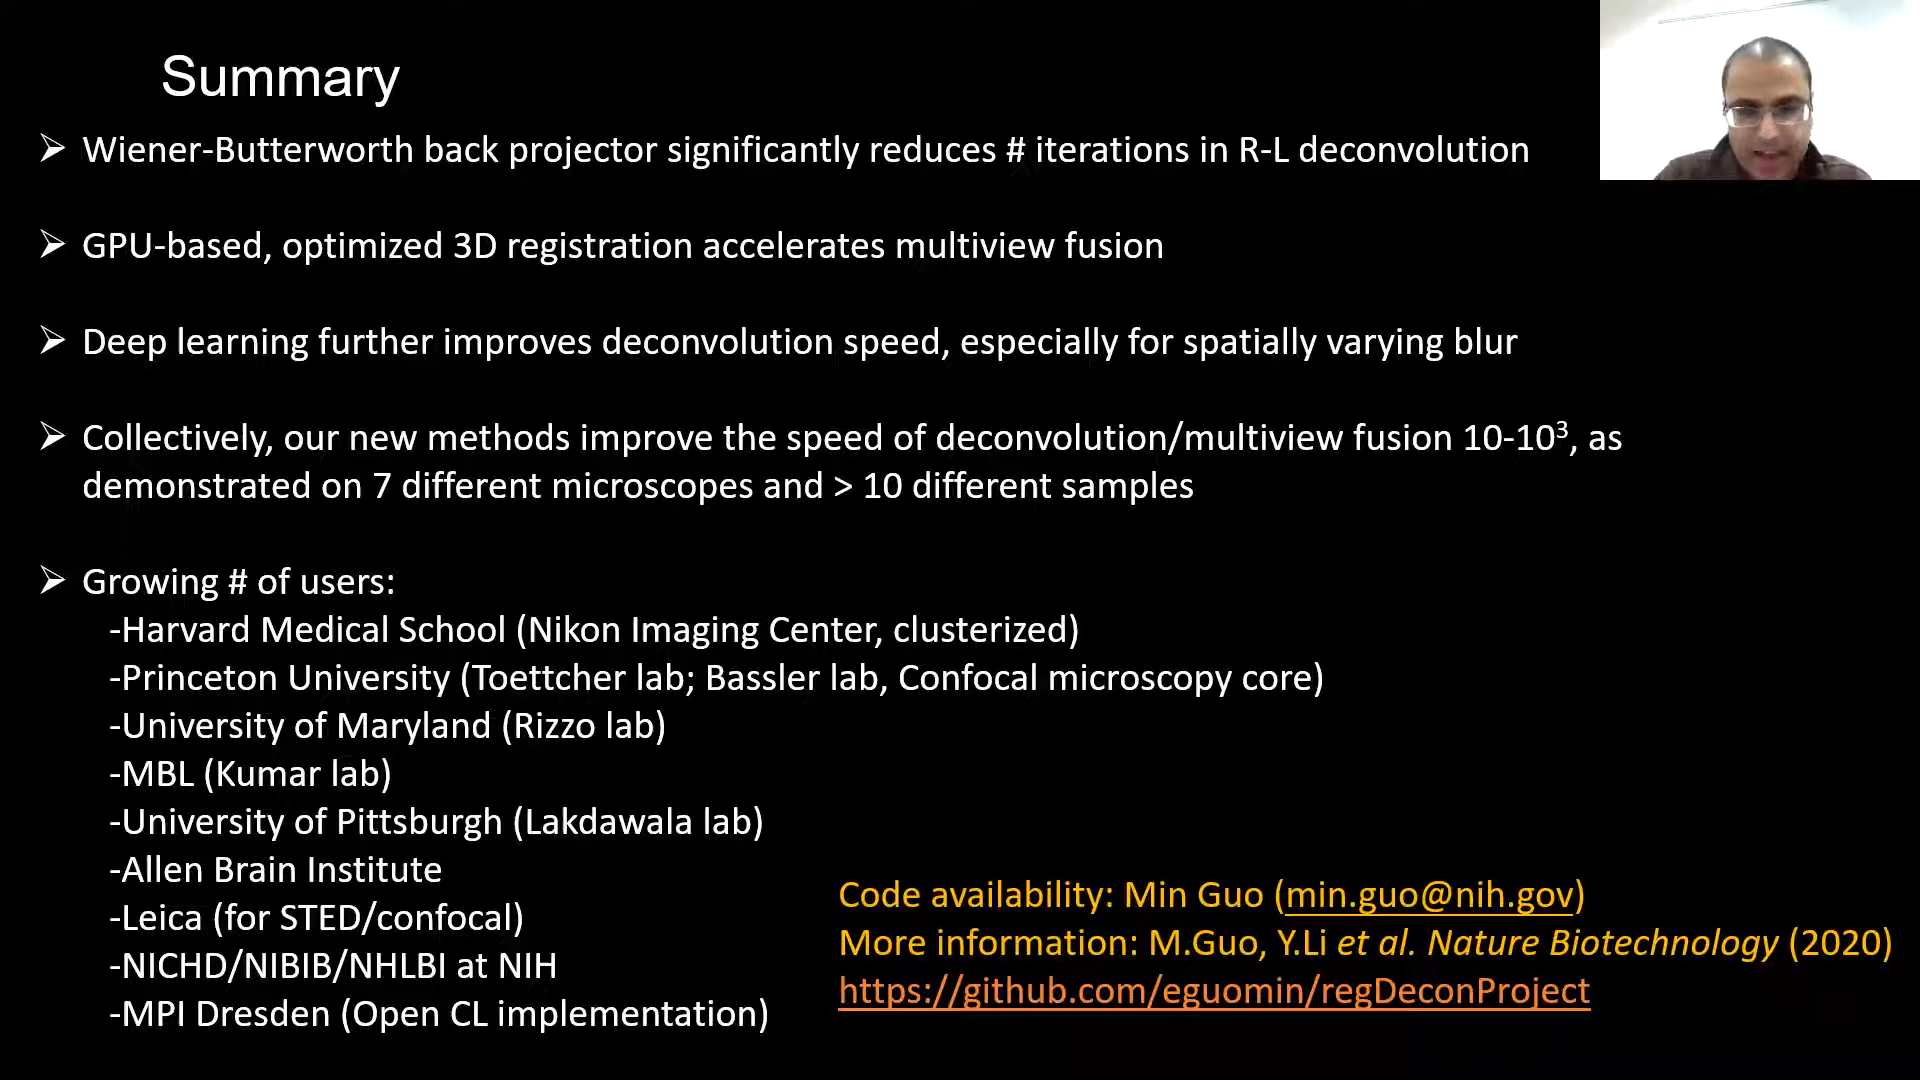 Summary
➢ Wiener-Butterworth back projector significantly reduces # iterations in R-L deconvolution
➢ GPU-based, optimized 3D registration accelerates multiview fusion
➢ Deep learning further improves deconvolution speed, especially for spatially varying blur
➢ Collectively, our new methods improve the speed of deconvolution/multiview fusion 10-10³, as
demonstrated on 7 different microscopes and > 10 different samples
➢ Growing # of users:
-Harvard Medical School (Nikon Imaging Center, clusterized)
-Princeton University (Toettcher lab; Bassler lab, Confocal microscopy core)
-University of Maryland (Rizzo lab)
-MBL (Kumar lab)
-University of Pittsburgh (Lakdawala lab)
-Allen Brain Institute
-Leica (for STED/confocal)
-NICHD/NIBIB/NHLBI at NIH
-MPI Dresden (Open CL implementation)
Code availability: Min Guo (min.guo@nih.gov)
More information: M.Guo, Y.Li et al. Nature Biotechnology (2020)
https://github.com/eguomin/regDeconProject